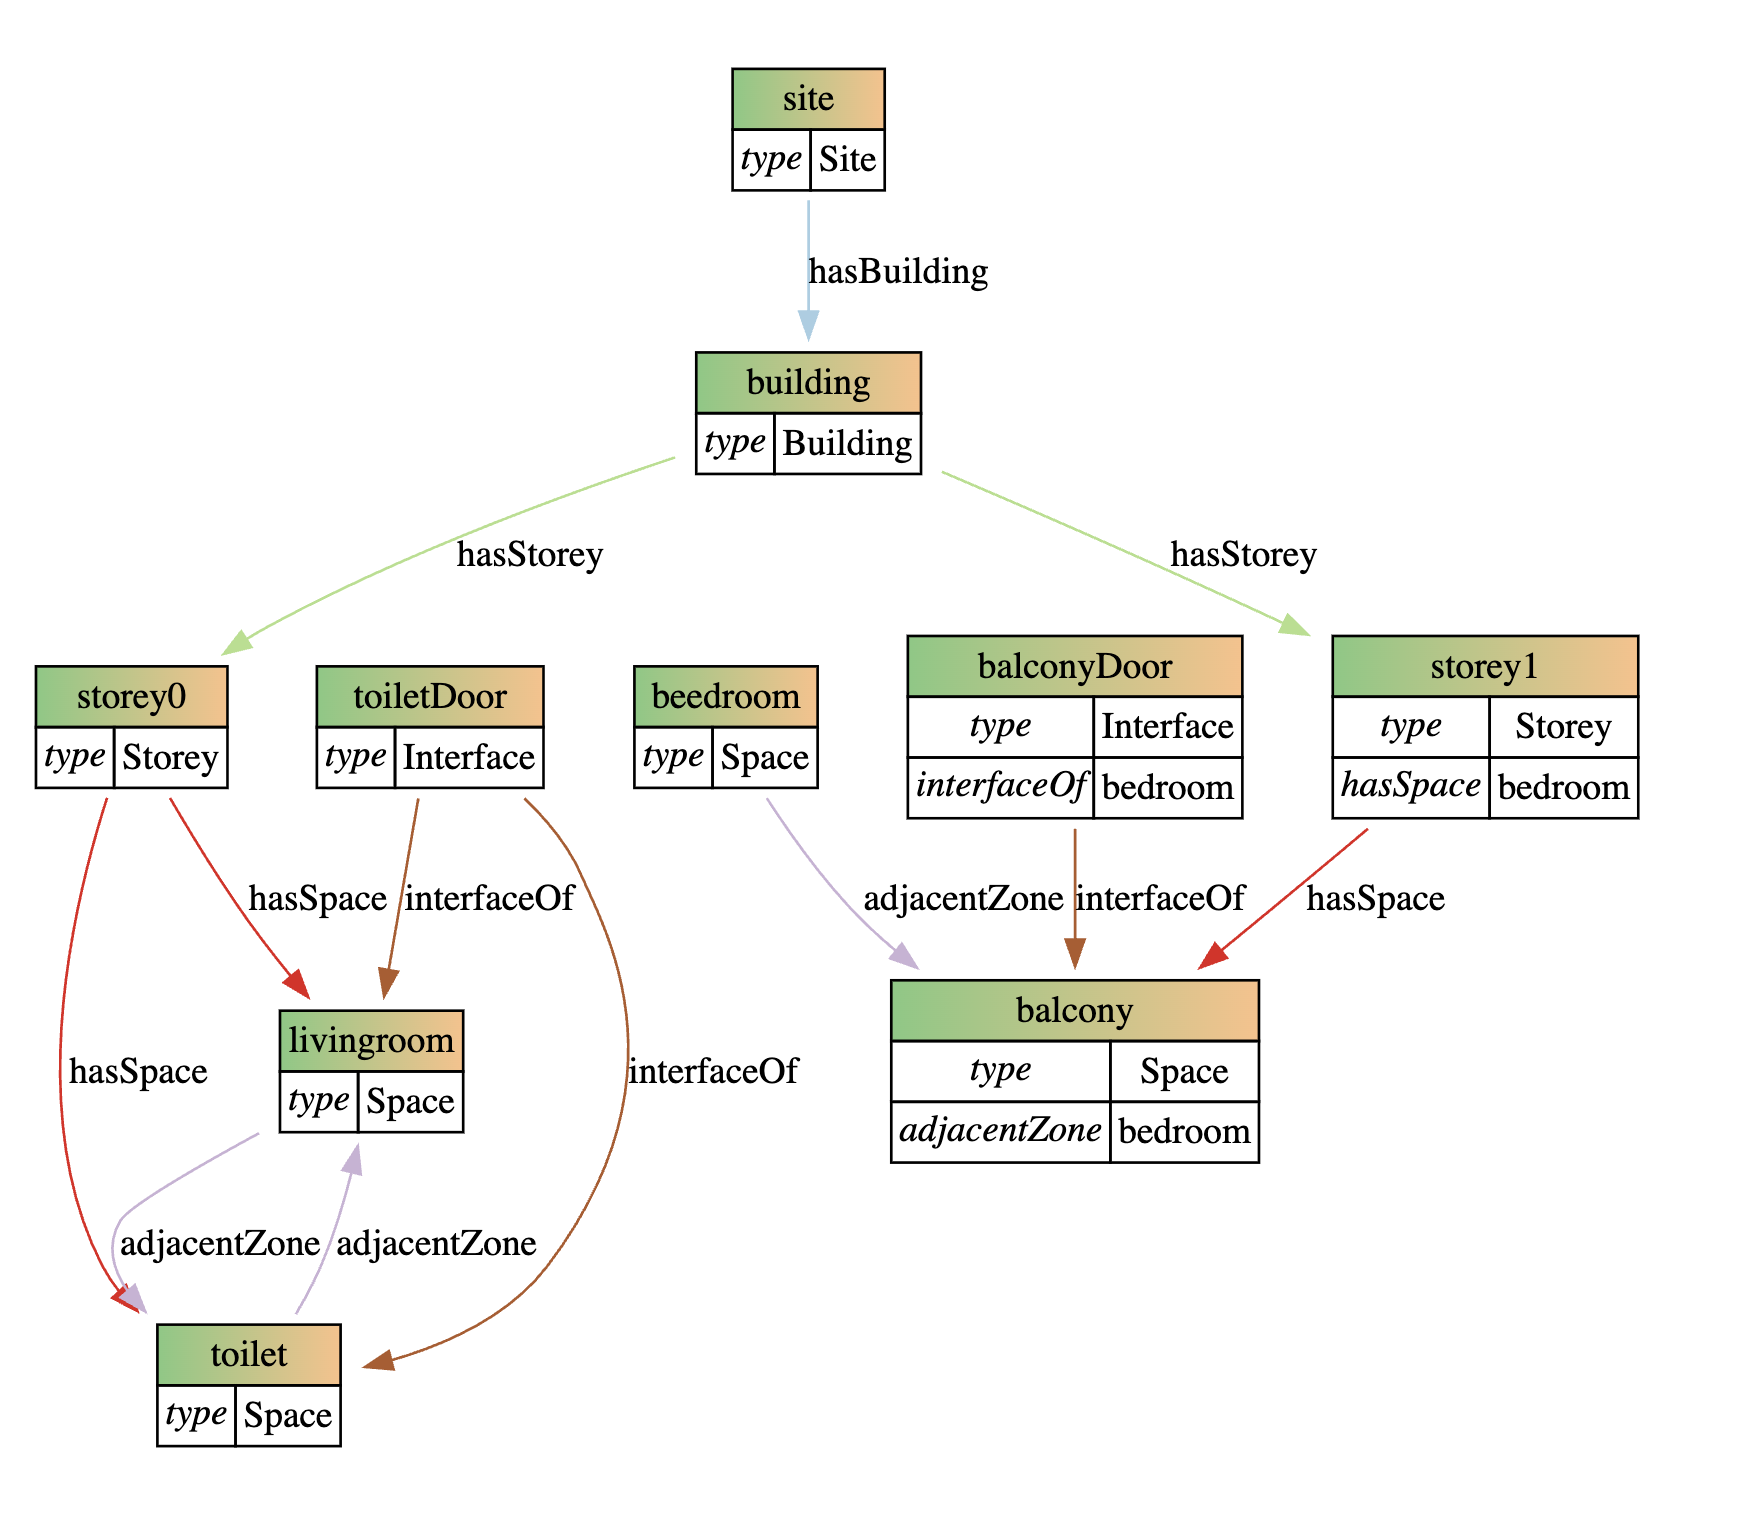 site
type Site
hasBuilding
building
type Building
hasStorey hasStorey
storey0
type Storey
toiletDoor
type Interface
beedroom
type Space
balconyDoor
type Interface
interfaceOf bedroom
storey1
type Storey
hasSpace bedroom
hasSpace interfaceOf adjacentZone interfaceOf hasSpace
livingroom
type Space
balcony
type Space
adjacentZone bedroom
hasSpace interfaceOf
adjacentZone adjacentZone
toilet
type Space